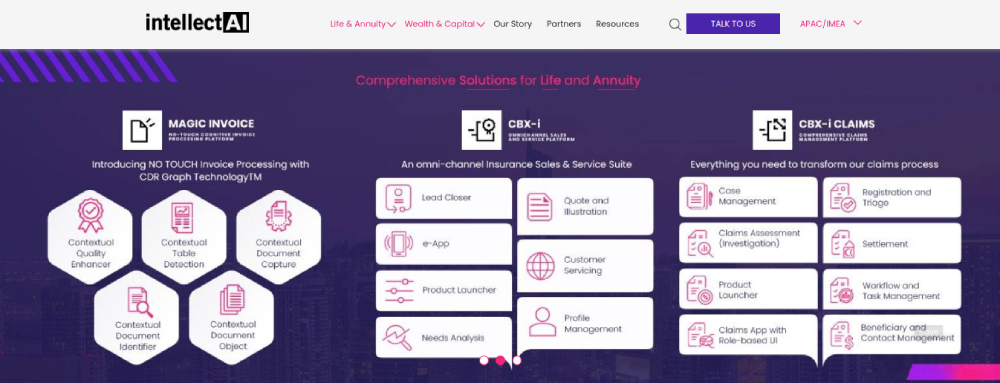 intellectAI
Life & Annuity
Wealth & Capital
Our Story
Partners
Resources
TALK TO US
APAC/IMEA
Comprehensive Solutions for Life and Annuity
MAGIC INVOICE
NO-TOUCH COGNITIVE INVOICE
PROCESSING PLATFORM
Introducing NO TOUCH Invoice Processing with
CDR Graph TechnologyTM
Contextual
Quality
Enhancer
Contextual
Table
Detection
Contextual
Document
Capture
Contextual
Document
Identifier
Contextual
Document
Object
CBX-i
OMNICHANNEL SALES
AND SERVICE PLATFORM
An omni-channel Insurance Sales & Service Suite
Lead Closer
e-App
Product Launcher
Needs Analysis
Quote and
Illustration
Customer
Servicing
Profile
Management
CBX-i CLAIMS
COMPREHENSIVE CLAIMS
MANAGEMENT PLATFORM
Everything you need to transform our claims process
Case
Management
Claims Assessment
(Investigation)
Product
Launcher
Claims App with
Role-based UI
Registration and
Triage
Settlement
Workflow and
Task Management
Beneficiary and
Contact Management